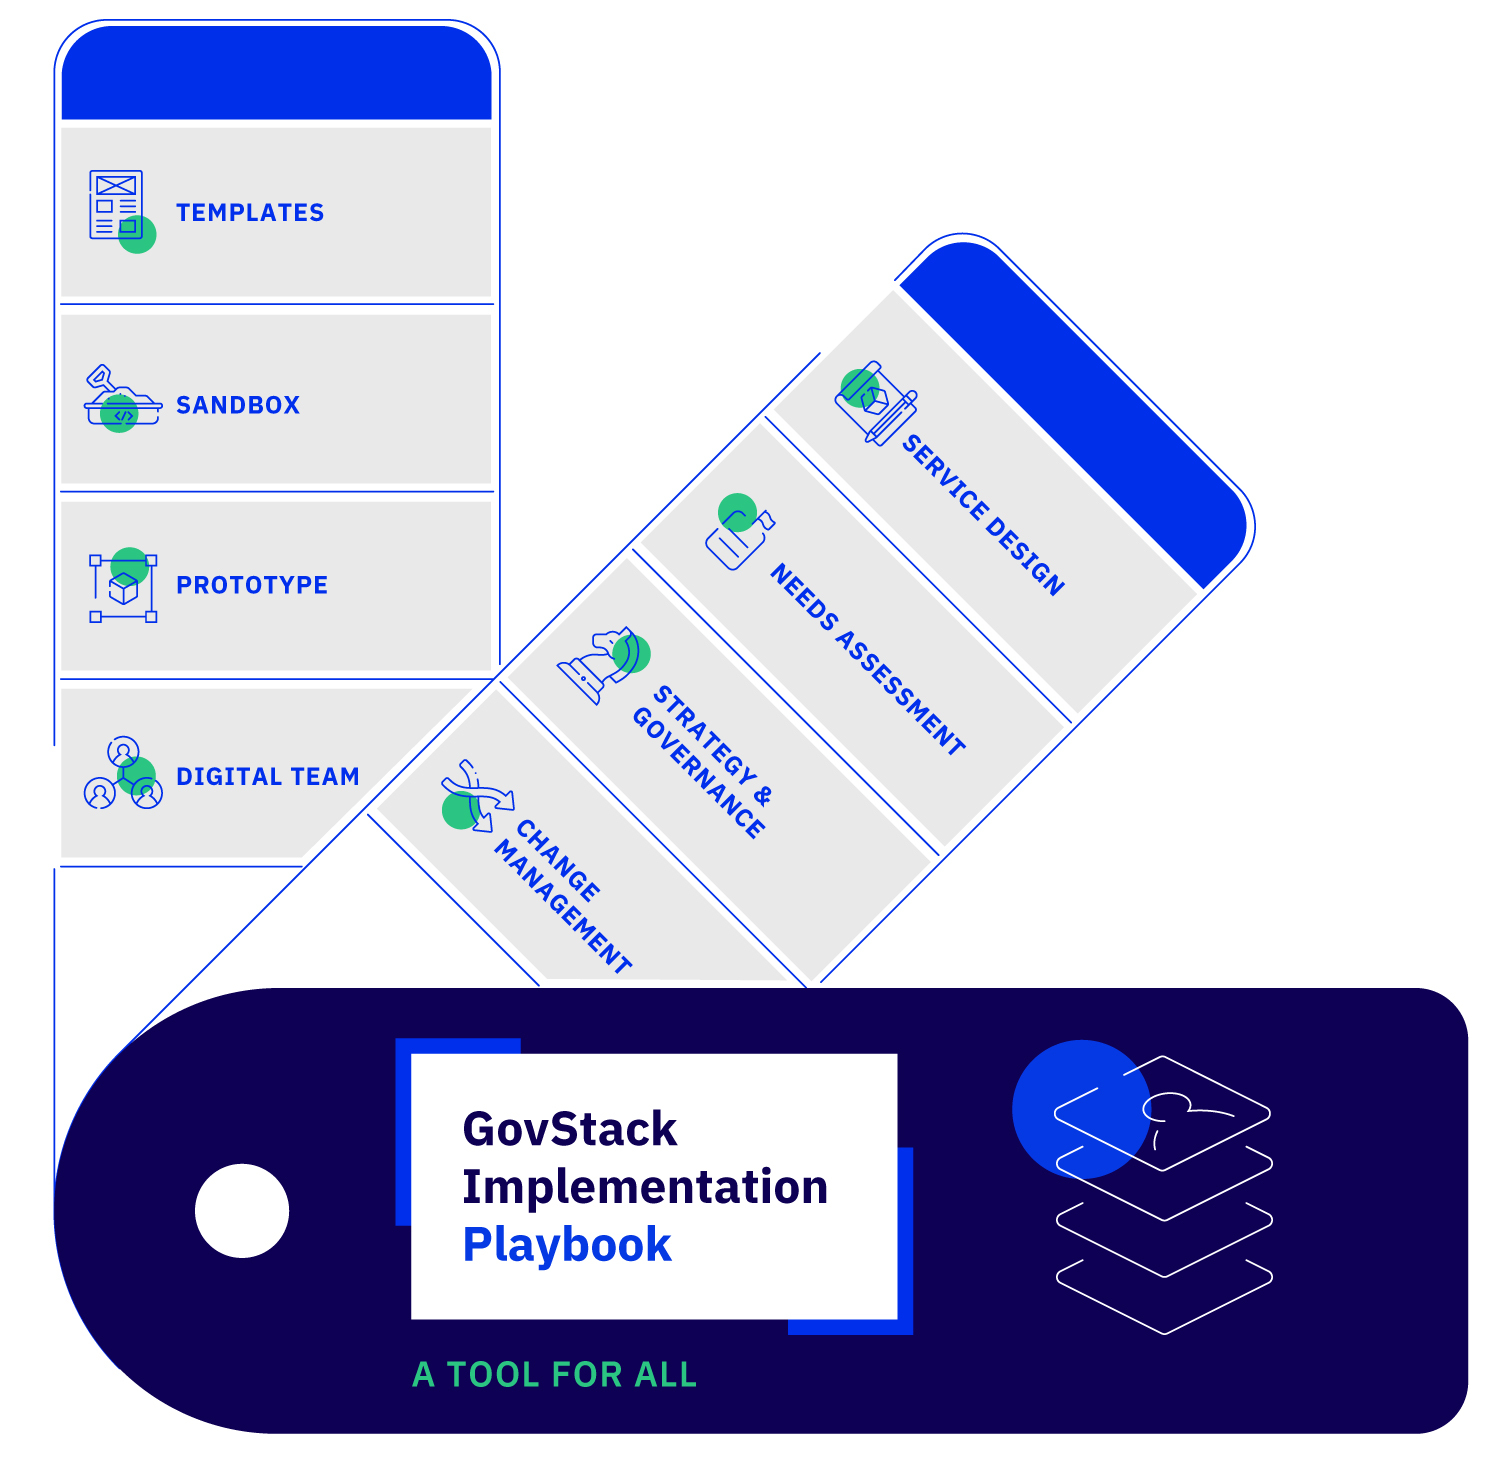 TEMPLATES
SANDBOX
PROTOTYPE
DIGITAL TEAM
SERVICE DESIGN
NEEDS ASSESSMENT
STRATEGY &
GOVERNANCE
CHANGE
MANAGEMENT
GovStack
Implementation
Playbook
A TOOL FOR ALL